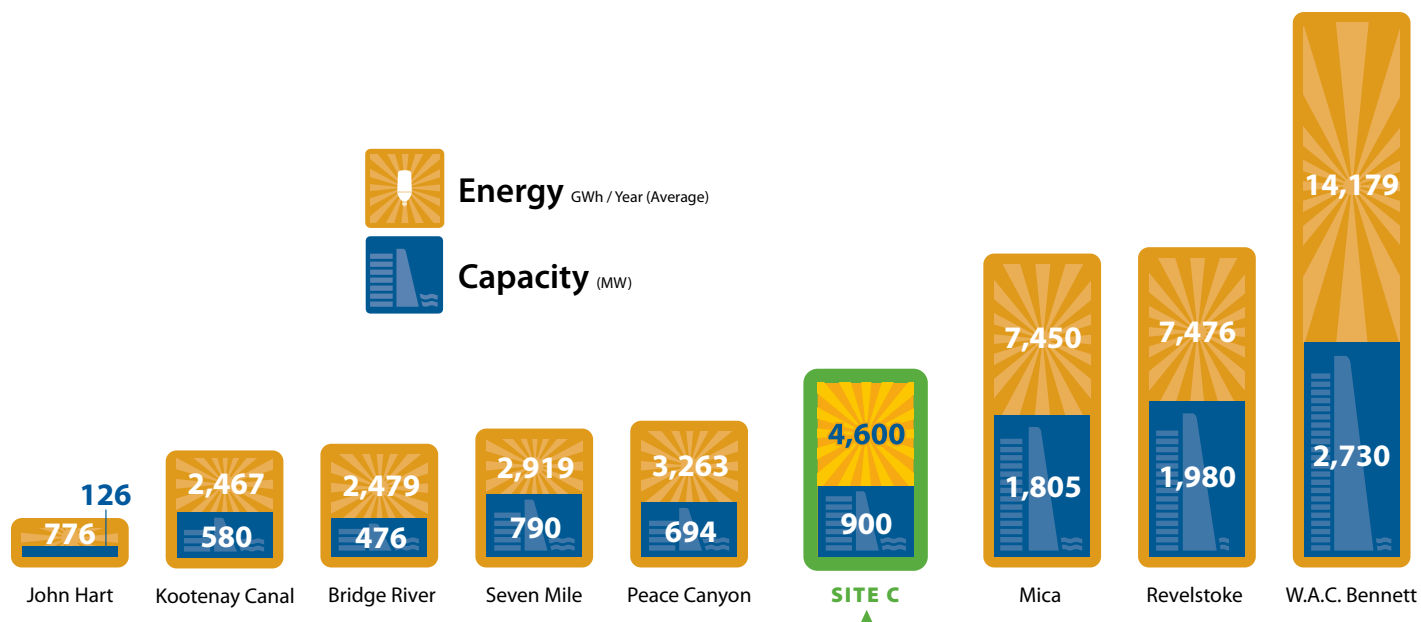 Energy GWh / Year (Average)
Capacity (MW)
126
776
John Hart
2,467
580
Kootenay Canal
2,479
476
Bridge River
2,919
790
Seven Mile
3,263
694
Peace Canyon
4,600
900
SITE C
7,450
1,805
Mica
7,476
1,980
Revelstoke
14,179
2,730
W.A.C. Bennett